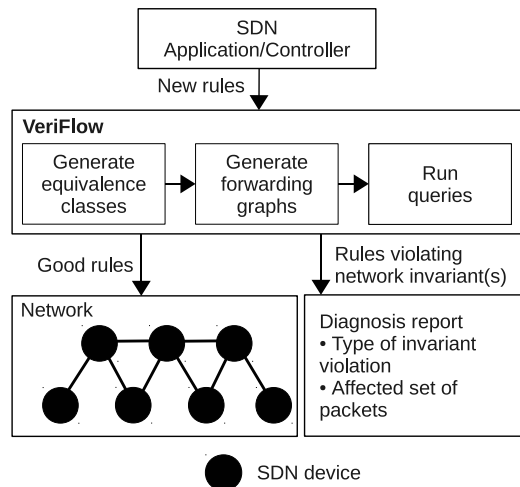 SDN
Application/Controller
New rules
VeriFlow
Generate
equivalence
classes
Generate
forwarding
graphs
Run
queries
Good rules
Rules violating
network invariant(s)
Network
Diagnosis report
• Type of invariant
violation
• Affected set of
packets
SDN device